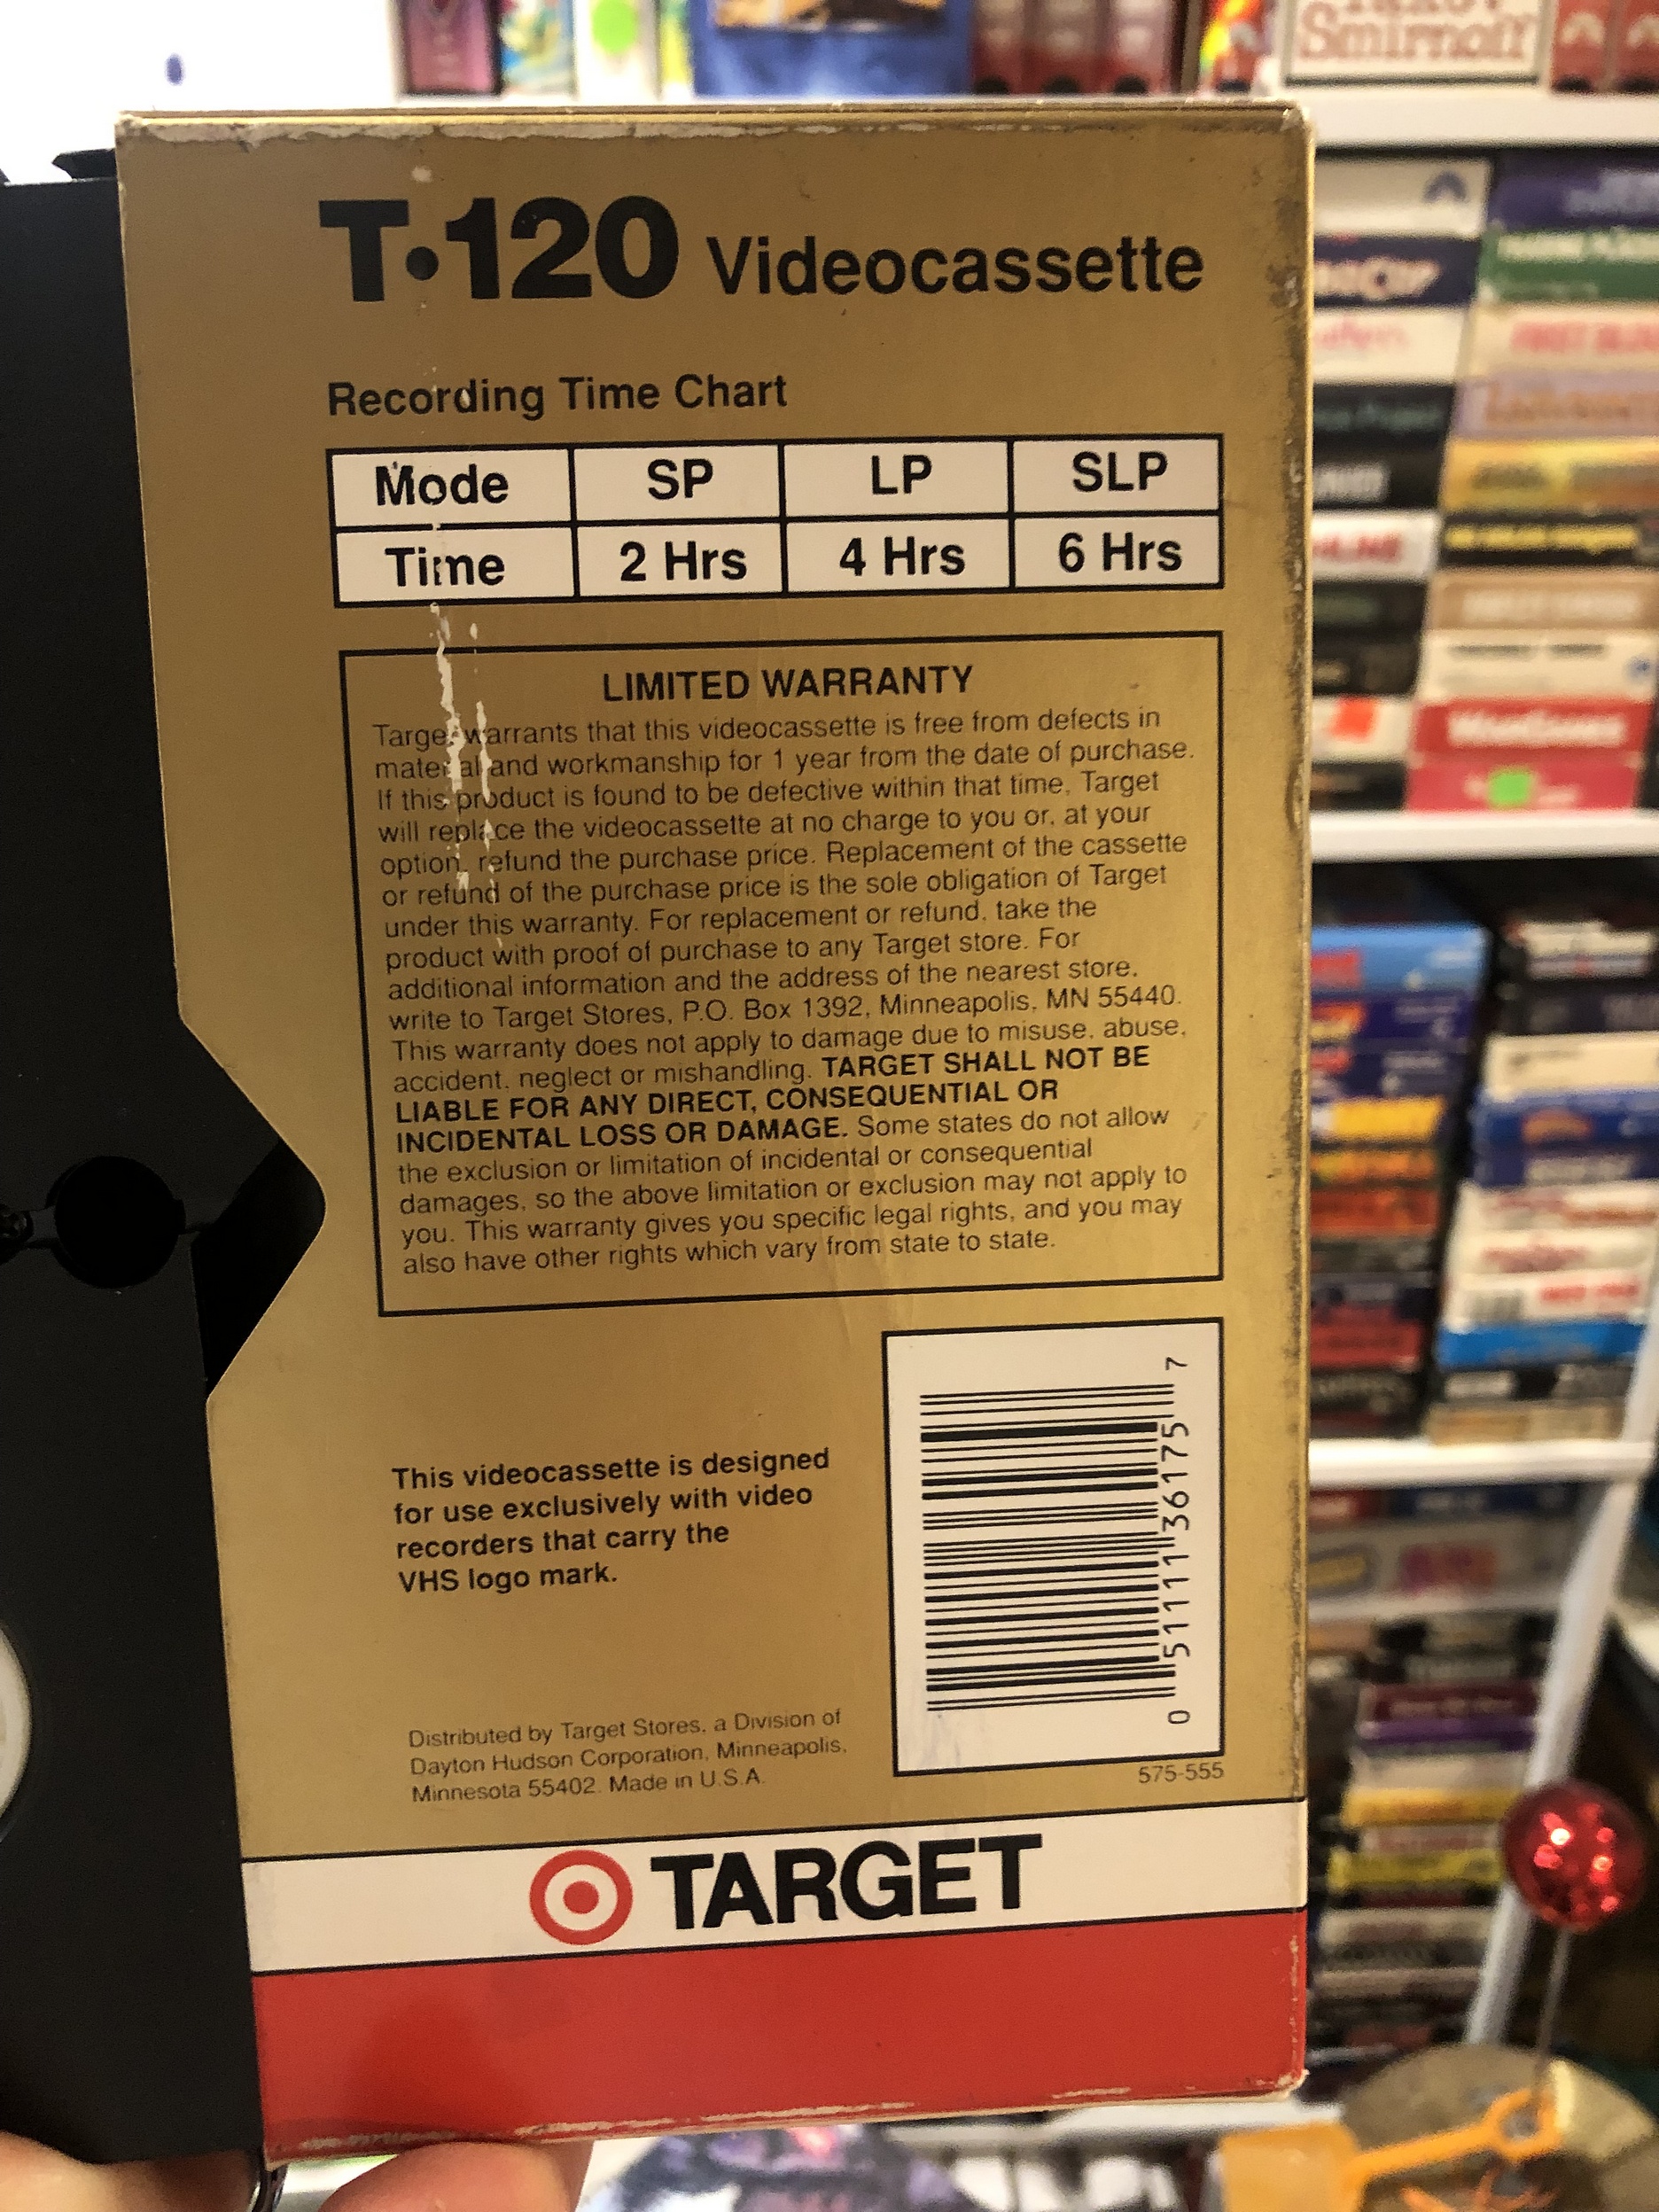 Smirnoff
T•120 Videocassette
Recording Time Chart
Mode SP LP SLP
Time 2 Hrs 4 Hrs 6 Hrs
LIMITED WARRANTY
Target warrants that this videocassette is free from defects in
material and workmanship for 1 year from the date of purchase.
If this product is found to be defective within that time, Target
will replace the videocassette at no charge to you or, at your
option, refund the purchase price. Replacement of the cassette
or refund of the purchase price is the sole obligation of Target
under this warranty. For replacement or refund, take the
product with proof of purchase to any Target store. For
additional information and the address of the nearest store,
write to Target Stores, P.O. Box 1392, Minneapolis, MN 55440.
This warranty does not apply to damage due to misuse, abuse,
accident, neglect or mishandling. TARGET SHALL NOT BE
LIABLE FOR ANY DIRECT, CONSEQUENTIAL OR
INCIDENTAL LOSS OR DAMAGE. Some states do not allow
the exclusion or limitation of incidental or consequential
damages, so the above limitation or exclusion may not apply to
you. This warranty gives you specific legal rights, and you may
also have other rights which vary from state to state.
This videocassette is designed
for use exclusively with video
recorders that carry the
VHS logo mark.
0 51111 36175 7
575-555
Distributed by Target Stores, a Division of
Dayton Hudson Corporation, Minneapolis,
Minnesota 55402. Made in U.S.A.
TARGET